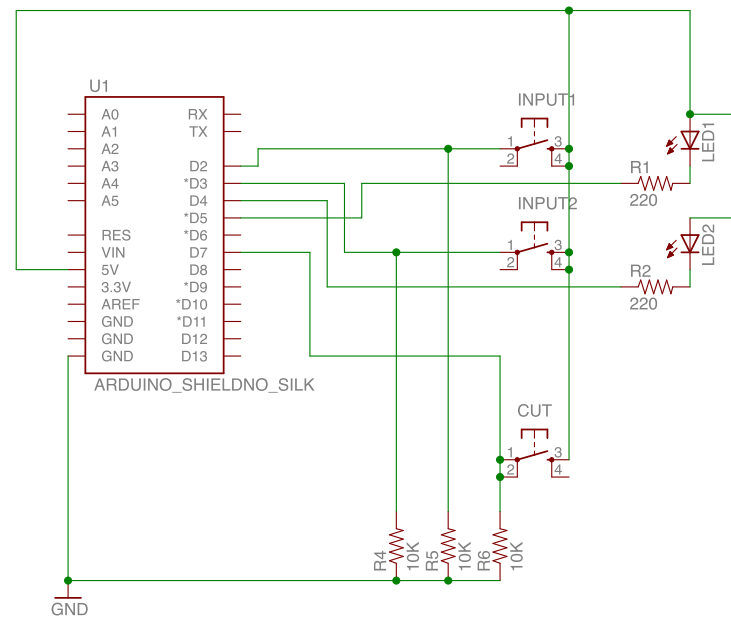 U1
A0 RX
A1 TX
A2
A3 D2
A4 *D3
A5 D4
*D5
RES *D6
VIN D7
5V D8
3.3V *D9
AREF *D10
GND *D11
GND D12
GND D13
ARDUINO_SHIELDNO_SILK
INPUT1
1 3
2 4
LED1
R1
220
INPUT2
1 3
2 4
LED2
R2
220
CUT
1 3
2 4
R4 10K
R5 10K
R6 10K
GND